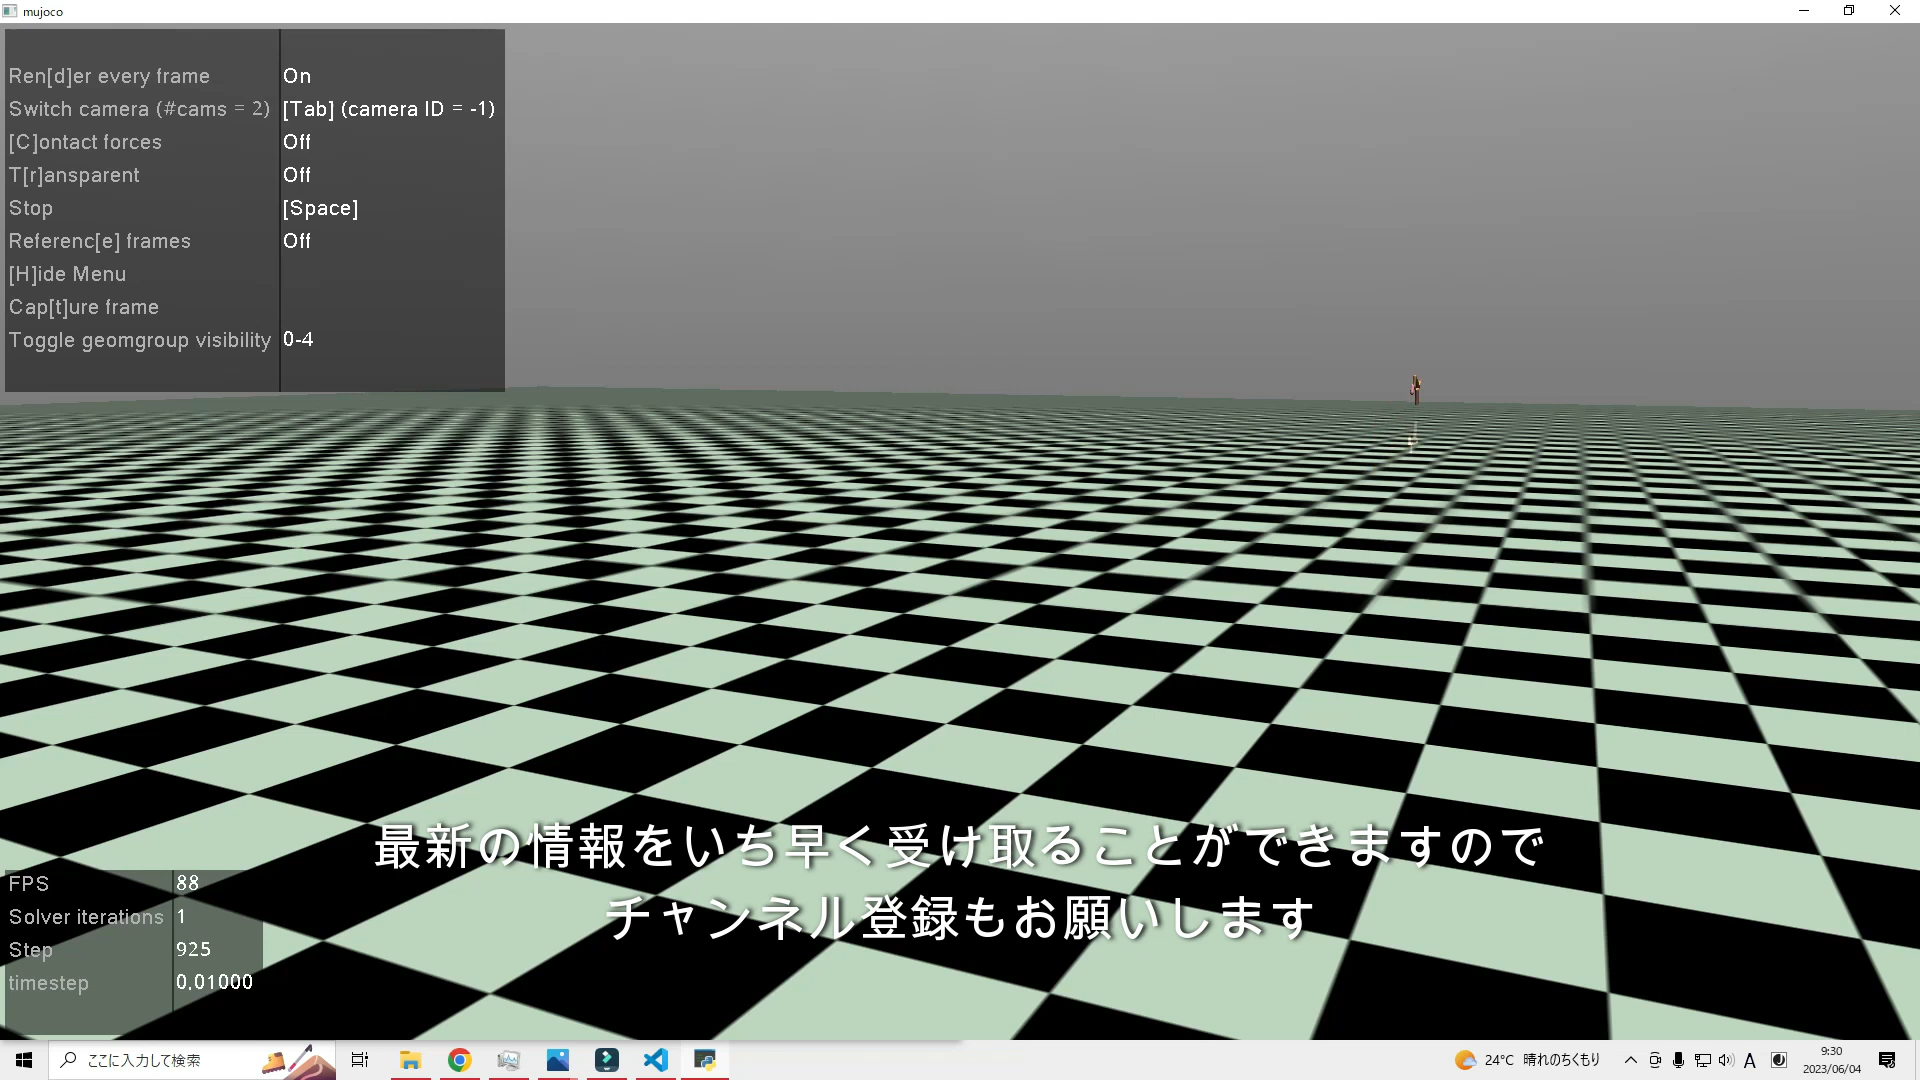 mujoco
Ren[d]er every frame On
Switch camera (#cams = 2) [Tab] (camera ID = -1)
[C]ontact forces Off
T[r]ansparent Off
Stop [Space]
Referenc[e] frames Off
[H]ide Menu
Cap[t]ure frame
Toggle geomgroup visibility 0-4
最新の情報をいち早く受け取ることができますので
チャンネル登録もお願いします
FPS 88
Solver iterations 1
Step 925
timestep 0.01000
ここに入力して検索
24°C 晴れのちくもり
A
9:30
2023/06/04